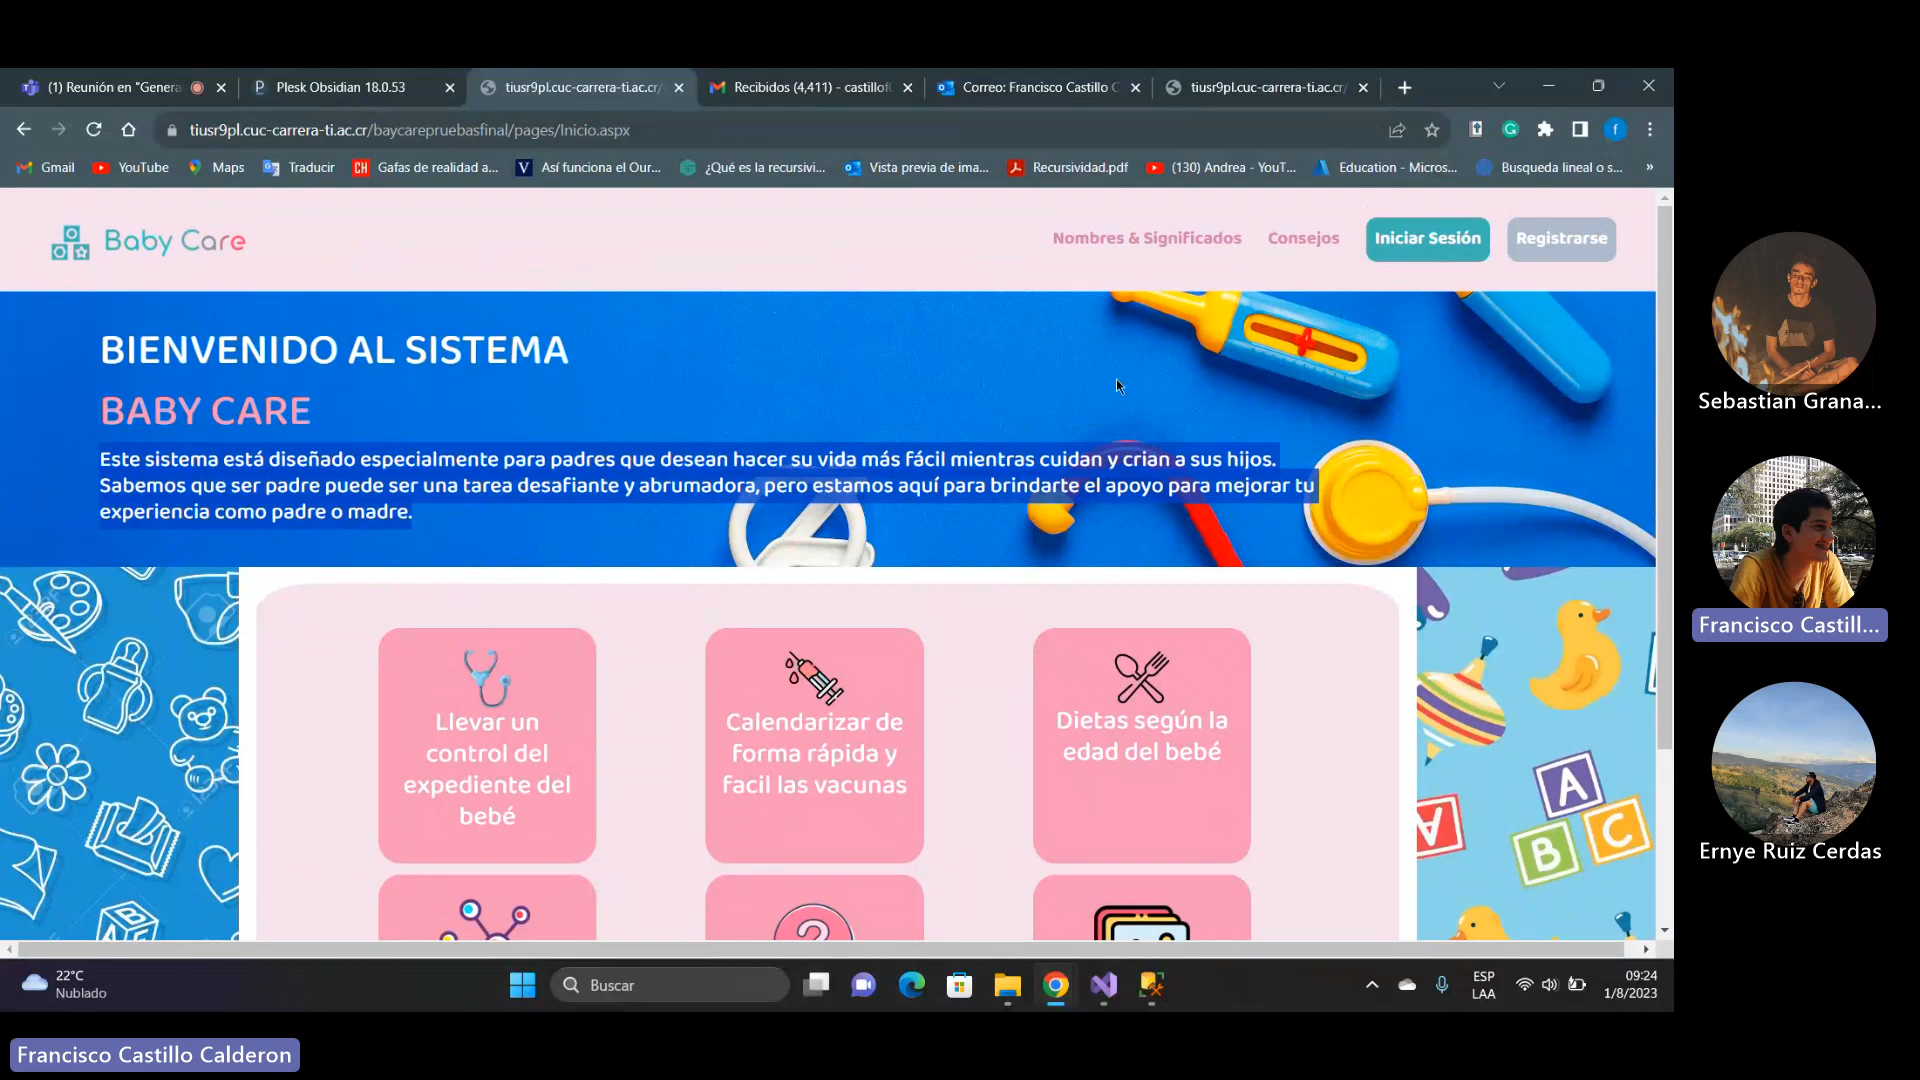 (1) Reunión en "Genera
Plesk Obsidian 18.0.53
tiusr9pl.cuc-carrera-ti.ac.cr/
Recibidos (4,411) - castillof
Correo: Francisco Castillo C
tiusr9pl.cuc-carrera-ti.ac.cr/
tiusr9pl.cuc-carrera-ti.ac.cr/baycarepruebasfinal/pages/Inicio.aspx
f
Gmail
YouTube
Maps
Traducir
CH Gafas de realidad a...
V Así funciona el Our...
¿Qué es la recursivi...
Vista previa de ima...
Recursividad.pdf
(130) Andrea - YouT...
Education - Micros...
Busqueda lineal o s...
»
Baby Care
Nombres & Significados
Consejos
Iniciar Sesión
Registrarse
BIENVENIDO AL SISTEMA
BABY CARE
Este sistema está diseñado especialmente para padres que desean hacer su vida más fácil mientras cuidan y crian a sus hijos.
Sabemos que ser padre puede ser una tarea desafiante y abrumadora, pero estamos aquí para brindarte el apoyo para mejorar tu
experiencia como padre o madre.
Llevar un
control del
expediente del
bebé
Calendarizar de
forma rápida y
facil las vacunas
Dietas según la
edad del bebé
A
B
C
A
?
22°C
Nublado
Buscar
ESP
LAA
09:24
1/8/2023
Sebastian Grana...
Francisco Castill...
Ernye Ruiz Cerdas
Francisco Castillo Calderon